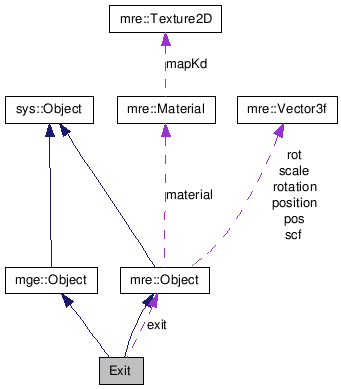 mre::Texture2D
mapKd
sys::Object
mre::Material
mre::Vector3f
material
rot
scale
rotation
position
pos
scf
mge::Object
mre::Object
exit
Exit